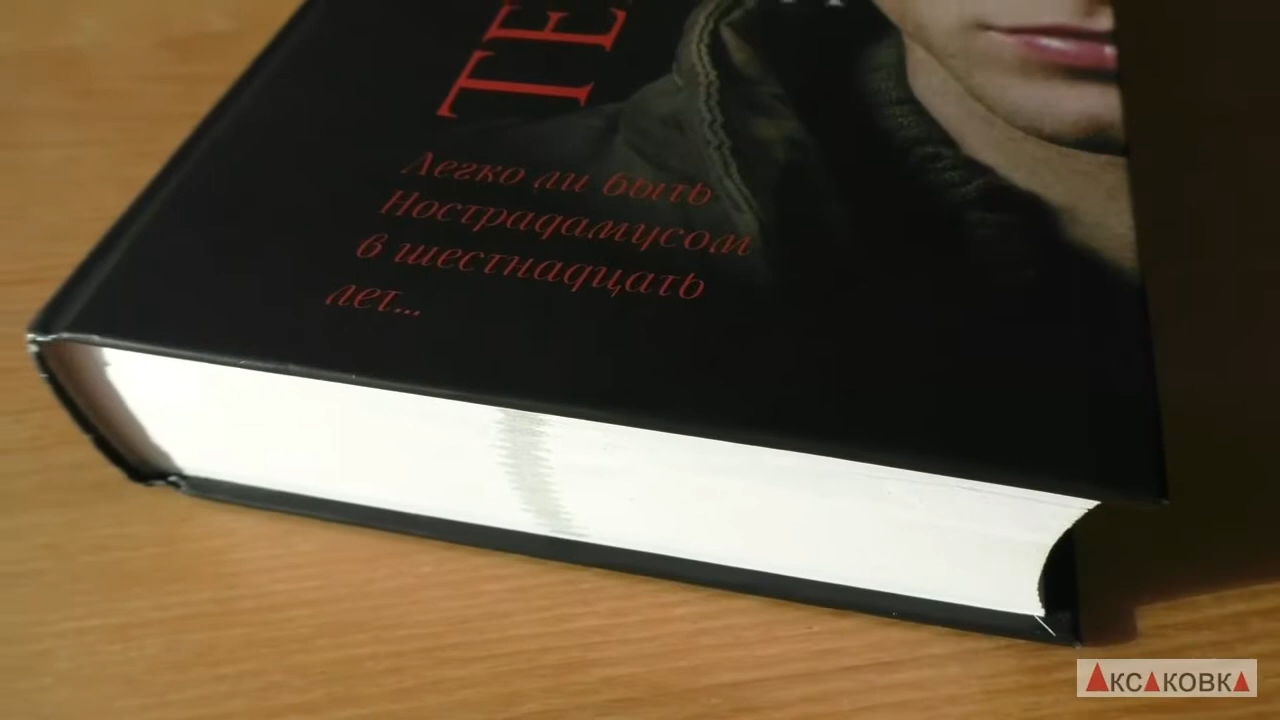 ТЕ
Легко ли быть
Нострадамусом
в шестнадцать
лет...
АКСАКОВКА